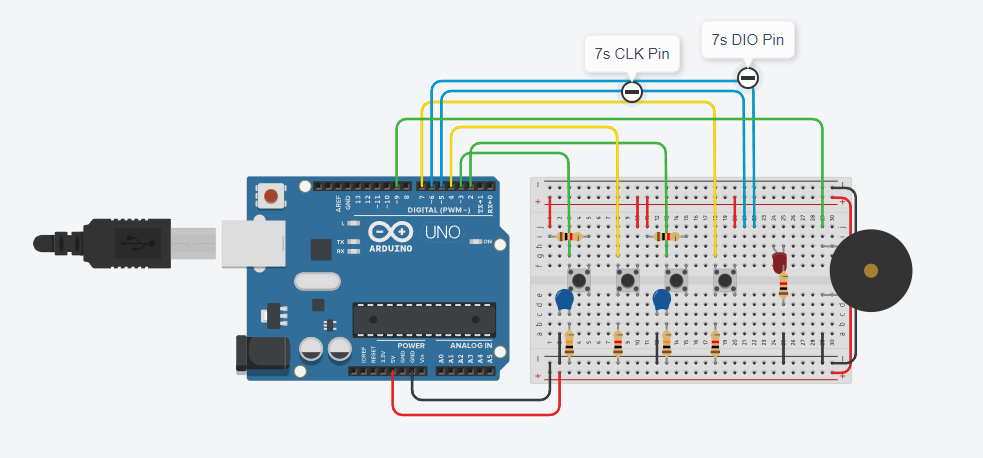 7s DIO Pin
7s CLK Pin
AREF
GND
13
12
~11
~10
~9
8
7
~6
~5
4
~3
2
TX→1
RX←0
DIGITAL (PWM~)
L
TX
RX
UNO
ARDUINO
ON
POWER
ANALOG IN
IOREF
RESET
3.3V
5V
GND
GND
Vin
A0
A1
A2
A3
A4
A5